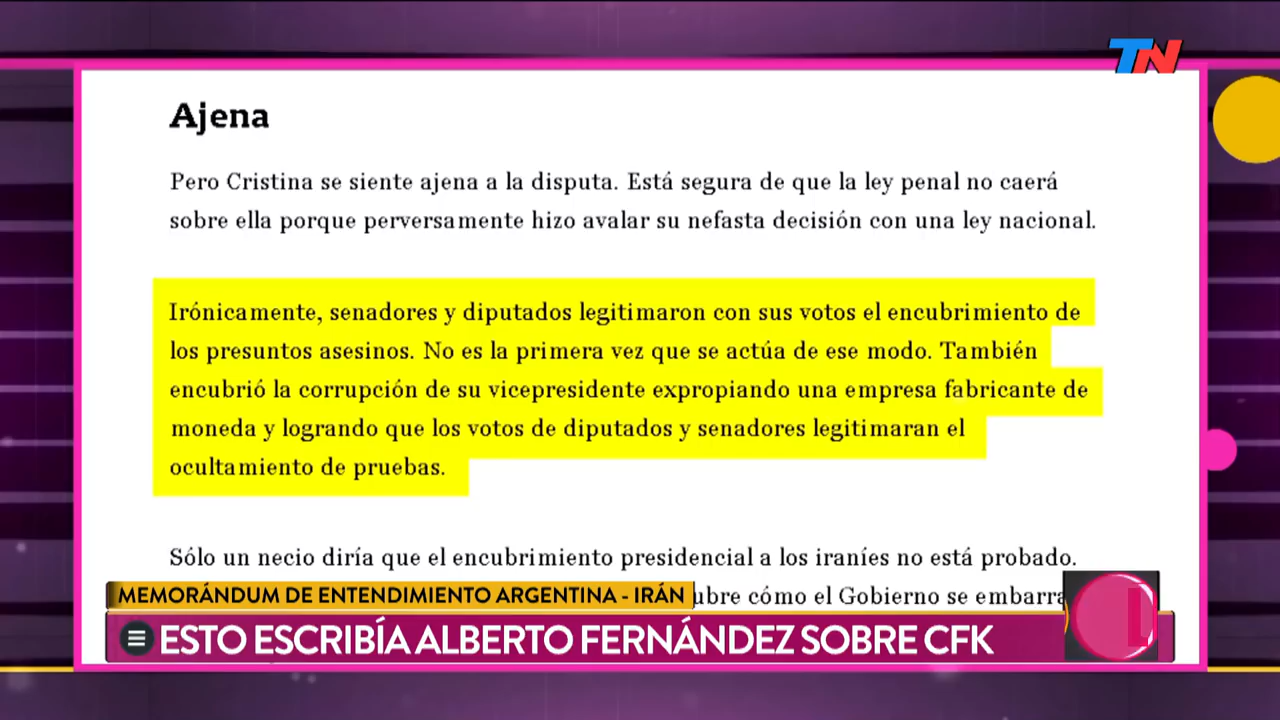 TN
Ajena
Pero Cristina se siente ajena a la disputa. Está segura de que la ley penal no caerá
sobre ella porque perversamente hizo avalar su nefasta decisión con una ley nacional.
Irónicamente, senadores y diputados legitimaron con sus votos el encubrimiento de
los presuntos asesinos. No es la primera vez que se actúa de ese modo. También
encubrió la corrupción de su vicepresidente expropiando una empresa fabricante de
moneda y logrando que los votos de diputados y senadores legitimaran el
ocultamiento de pruebas.
Sólo un necio diría que el encubrimiento presidencial a los iraníes no está probado.
cómo el Gobierno se
MEMORÁNDUM DE ENTENDIMIENTO ARGENTINA - IRÁN
ESTO ESCRIBÍA ALBERTO FERNÁNDEZ SOBRE CFK